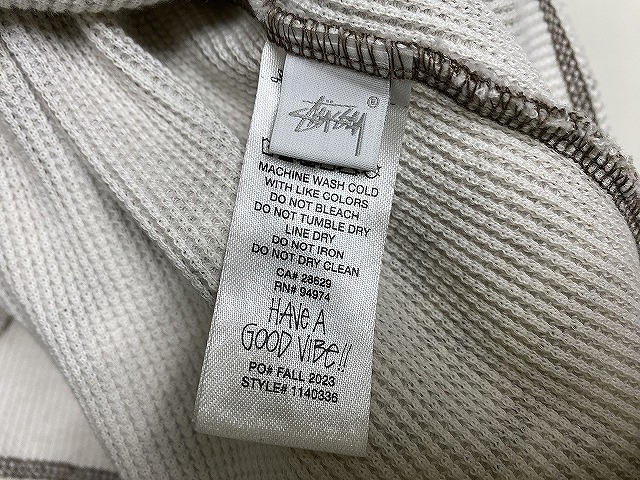 Stüssy ®
MACHINE WASH COLD
WITH LIKE COLORS
DO NOT BLEACH
DO NOT TUMBLE DRY
LINE DRY
DO NOT IRON
DO NOT DRY CLEAN
CA# 28629
RN# 94974
HAVE A
GOOD VIBE!!
PO# FALL 2023
STYLE# 1140336